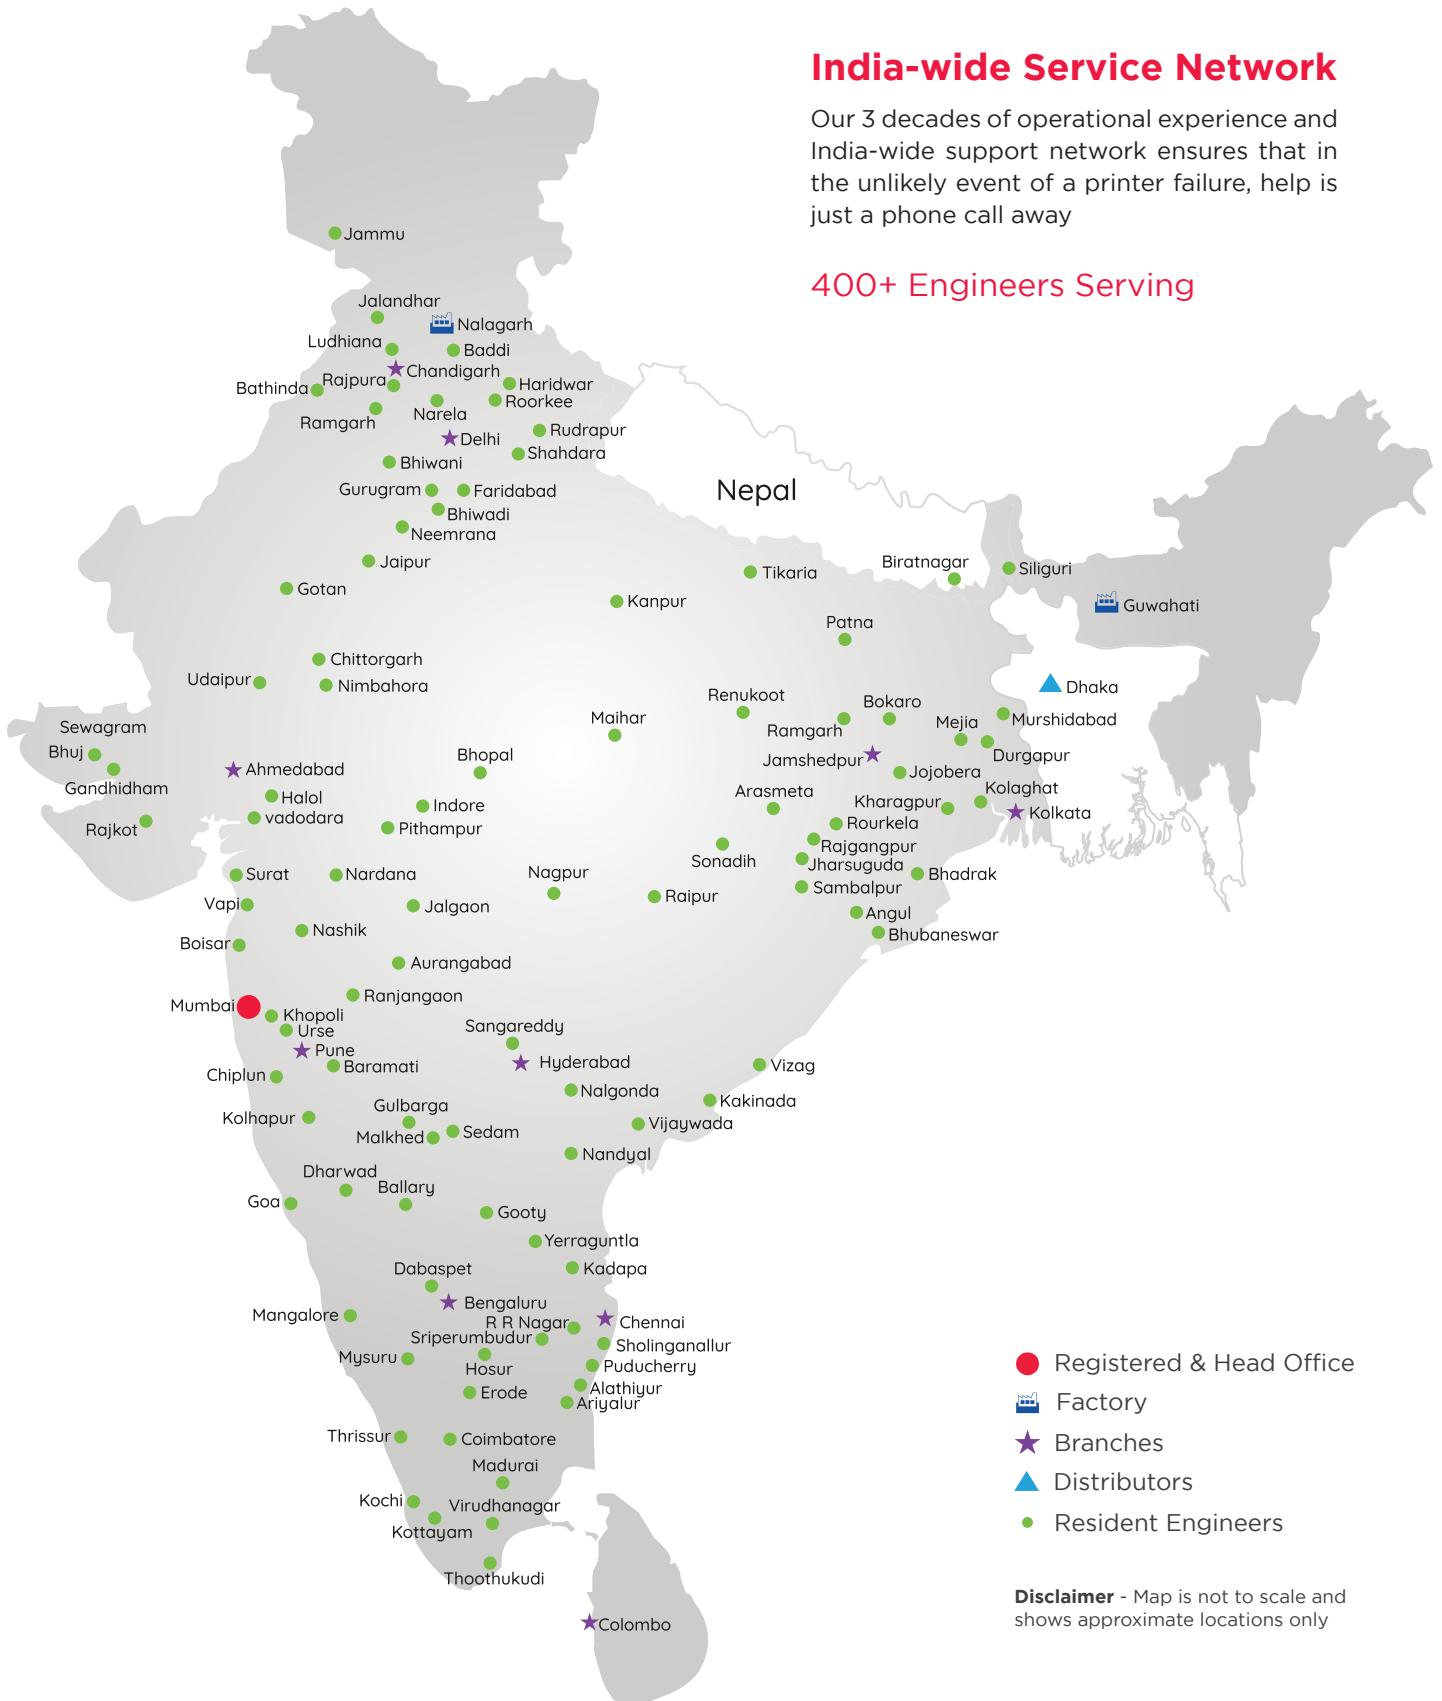 India-wide Service Network
Our 3 decades of operational experience and
India-wide support network ensures that in
the unlikely event of a printer failure, help is
just a phone call away
400+ Engineers Serving
Jammu
Jalandhar
Nalagarh
Ludhiana
Baddi
Chandigarh
Rajpura
Bathinda
Haridwar
Roorkee
Narela
Ramgarh
Rudrapur
Delhi
Shahdara
Bhiwani
Gurugram
Faridabad
Bhiwadi
Neemrana
Nepal
Jaipur
Gotan
Kanpur
Tikaria
Biratnagar
Siliguri
Guwahati
Patna
Chittorgarh
Udaipur
Nimbahora
Dhaka
Renukoot
Bokaro
Murshidabad
Maihar
Ramgarh
Mejia
Sewagram
Bhuj
Durgapur
Bhopal
Jamshedpur
Ahmedabad
Jojobera
Gandhidham
Halol
Arasmeta
Kolaghat
Indore
Kharagpur
Kolkata
vadodara
Rajkot
Pithampur
Rourkela
Rajgangpur
Sonadih
Jharsuguda
Surat
Nardana
Nagpur
Bhadrak
Sambalpur
Raipur
Vapi
Jalgaon
Angul
Nashik
Bhubaneswar
Boisar
Aurangabad
Ranjangaon
Mumbai
Khopoli
Urse
Sangareddy
Pune
Hyderabad
Baramati
Vizag
Chiplun
Nalgonda
Kakinada
Gulbarga
Kolhapur
Vijaywada
Malkhed
Sedam
Nandyal
Dharwad
Ballary
Goa
Gooty
Yerraguntla
Dabaspet
Kadapa
Bengaluru
Mangalore
R R Nagar
Chennai
Sriperumbudur
Sholinganallur
Mysuru
Hosur
Puducherry
Alathiyur
Erode
Ariyalur
Thrissur
Coimbatore
Madurai
Kochi
Virudhanagar
Kottayam
Thoothukudi
Colombo
Registered & Head Office
Factory
Branches
Distributors
Resident Engineers
Disclaimer - Map is not to scale and
shows approximate locations only